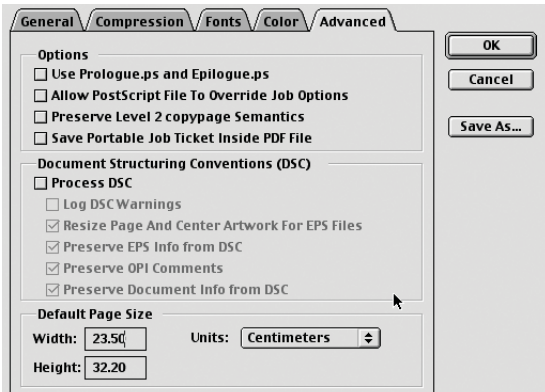 General Compression Fonts Color Advanced
OK
Cancel
Save As...
Options
Use Prologue.ps and Epilogue.ps
Allow PostScript File To Override Job Options
Preserve Level 2 copypage Semantics
Save Portable Job Ticket Inside PDF File
Document Structuring Conventions (DSC)
Process DSC
Log DSC Warnings
Resize Page And Center Artwork For EPS Files
Preserve EPS Info from DSC
Preserve OPI Comments
Preserve Document Info from DSC
Default Page Size
Width: 23.50 Units: Centimeters
Height: 32.20